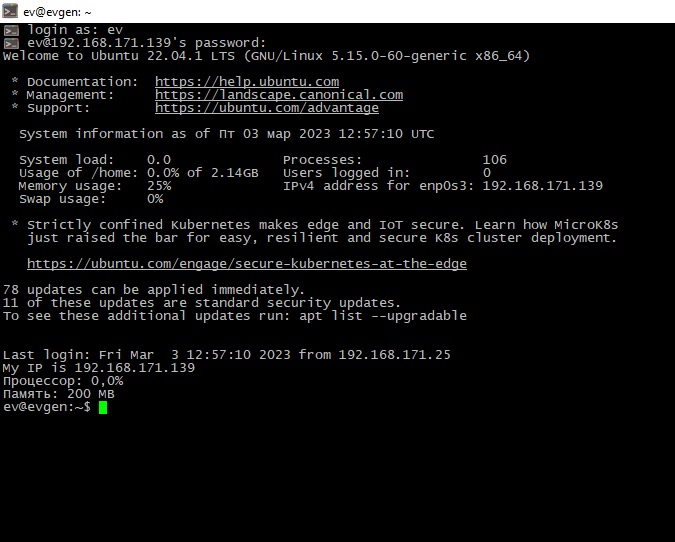 ev@evgen: ~
login as: ev
ev@192.168.171.139's password:
Welcome to Ubuntu 22.04.1 LTS (GNU/Linux 5.15.0-60-generic x86_64)
* Documentation:  https://help.ubuntu.com
* Management:     https://landscape.canonical.com
* Support:        https://ubuntu.com/advantage
System information as of Пт 03 мар 2023 12:57:10 UTC
System load:    0.0              Processes:               106
Usage of /home: 0.0% of 2.14GB   Users logged in:         0
Memory usage:   25%              IPv4 address for enp0s3: 192.168.171.139
Swap usage:     0%
* Strictly confined Kubernetes makes edge and IoT secure. Learn how MicroK8s
just raised the bar for easy, resilient and secure K8s cluster deployment.
https://ubuntu.com/engage/secure-kubernetes-at-the-edge
78 updates can be applied immediately.
11 of these updates are standard security updates.
To see these additional updates run: apt list --upgradable
Last login: Fri Mar  3 12:57:10 2023 from 192.168.171.25
My IP is 192.168.171.139
Процессор: 0,0%
Память: 200 MB
ev@evgen:~$